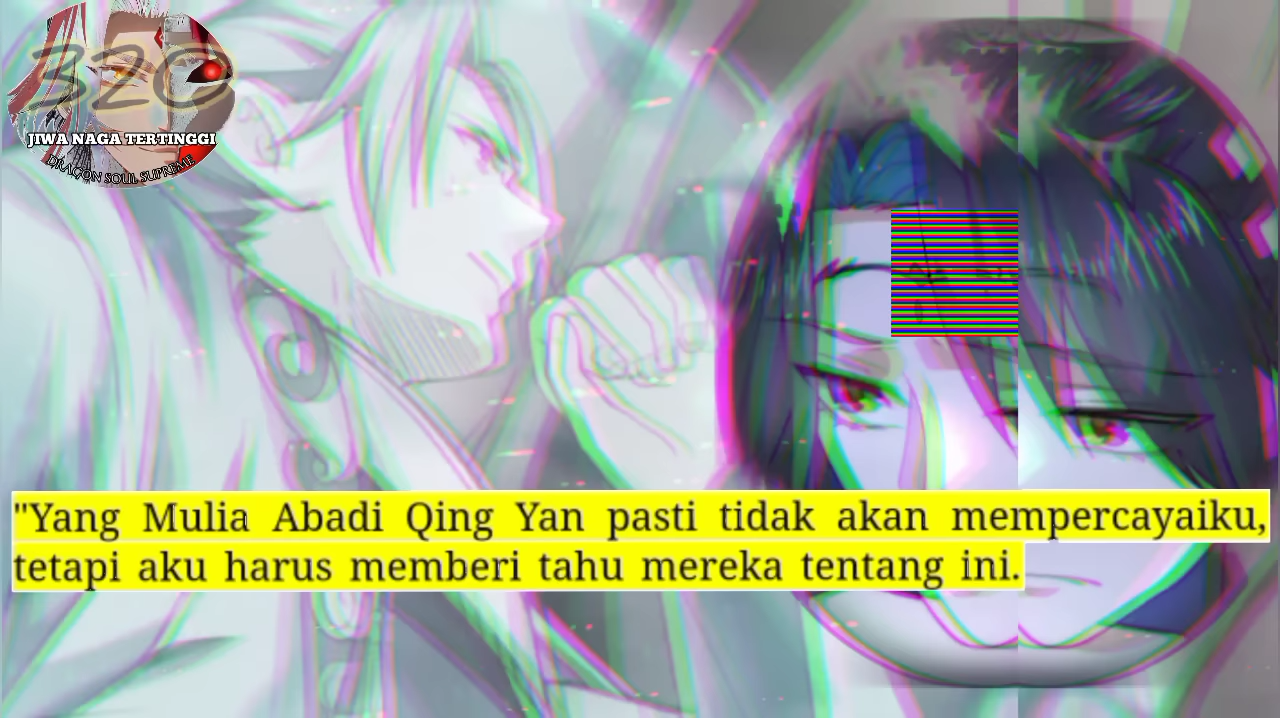 320
JIWA NAGA TERTINGGI
DRAGON SOUL SUPREME
"Yang Mulia Abadi Qing Yan pasti tidak akan mempercayaiku,
tetapi aku harus memberi tahu mereka tentang ini.